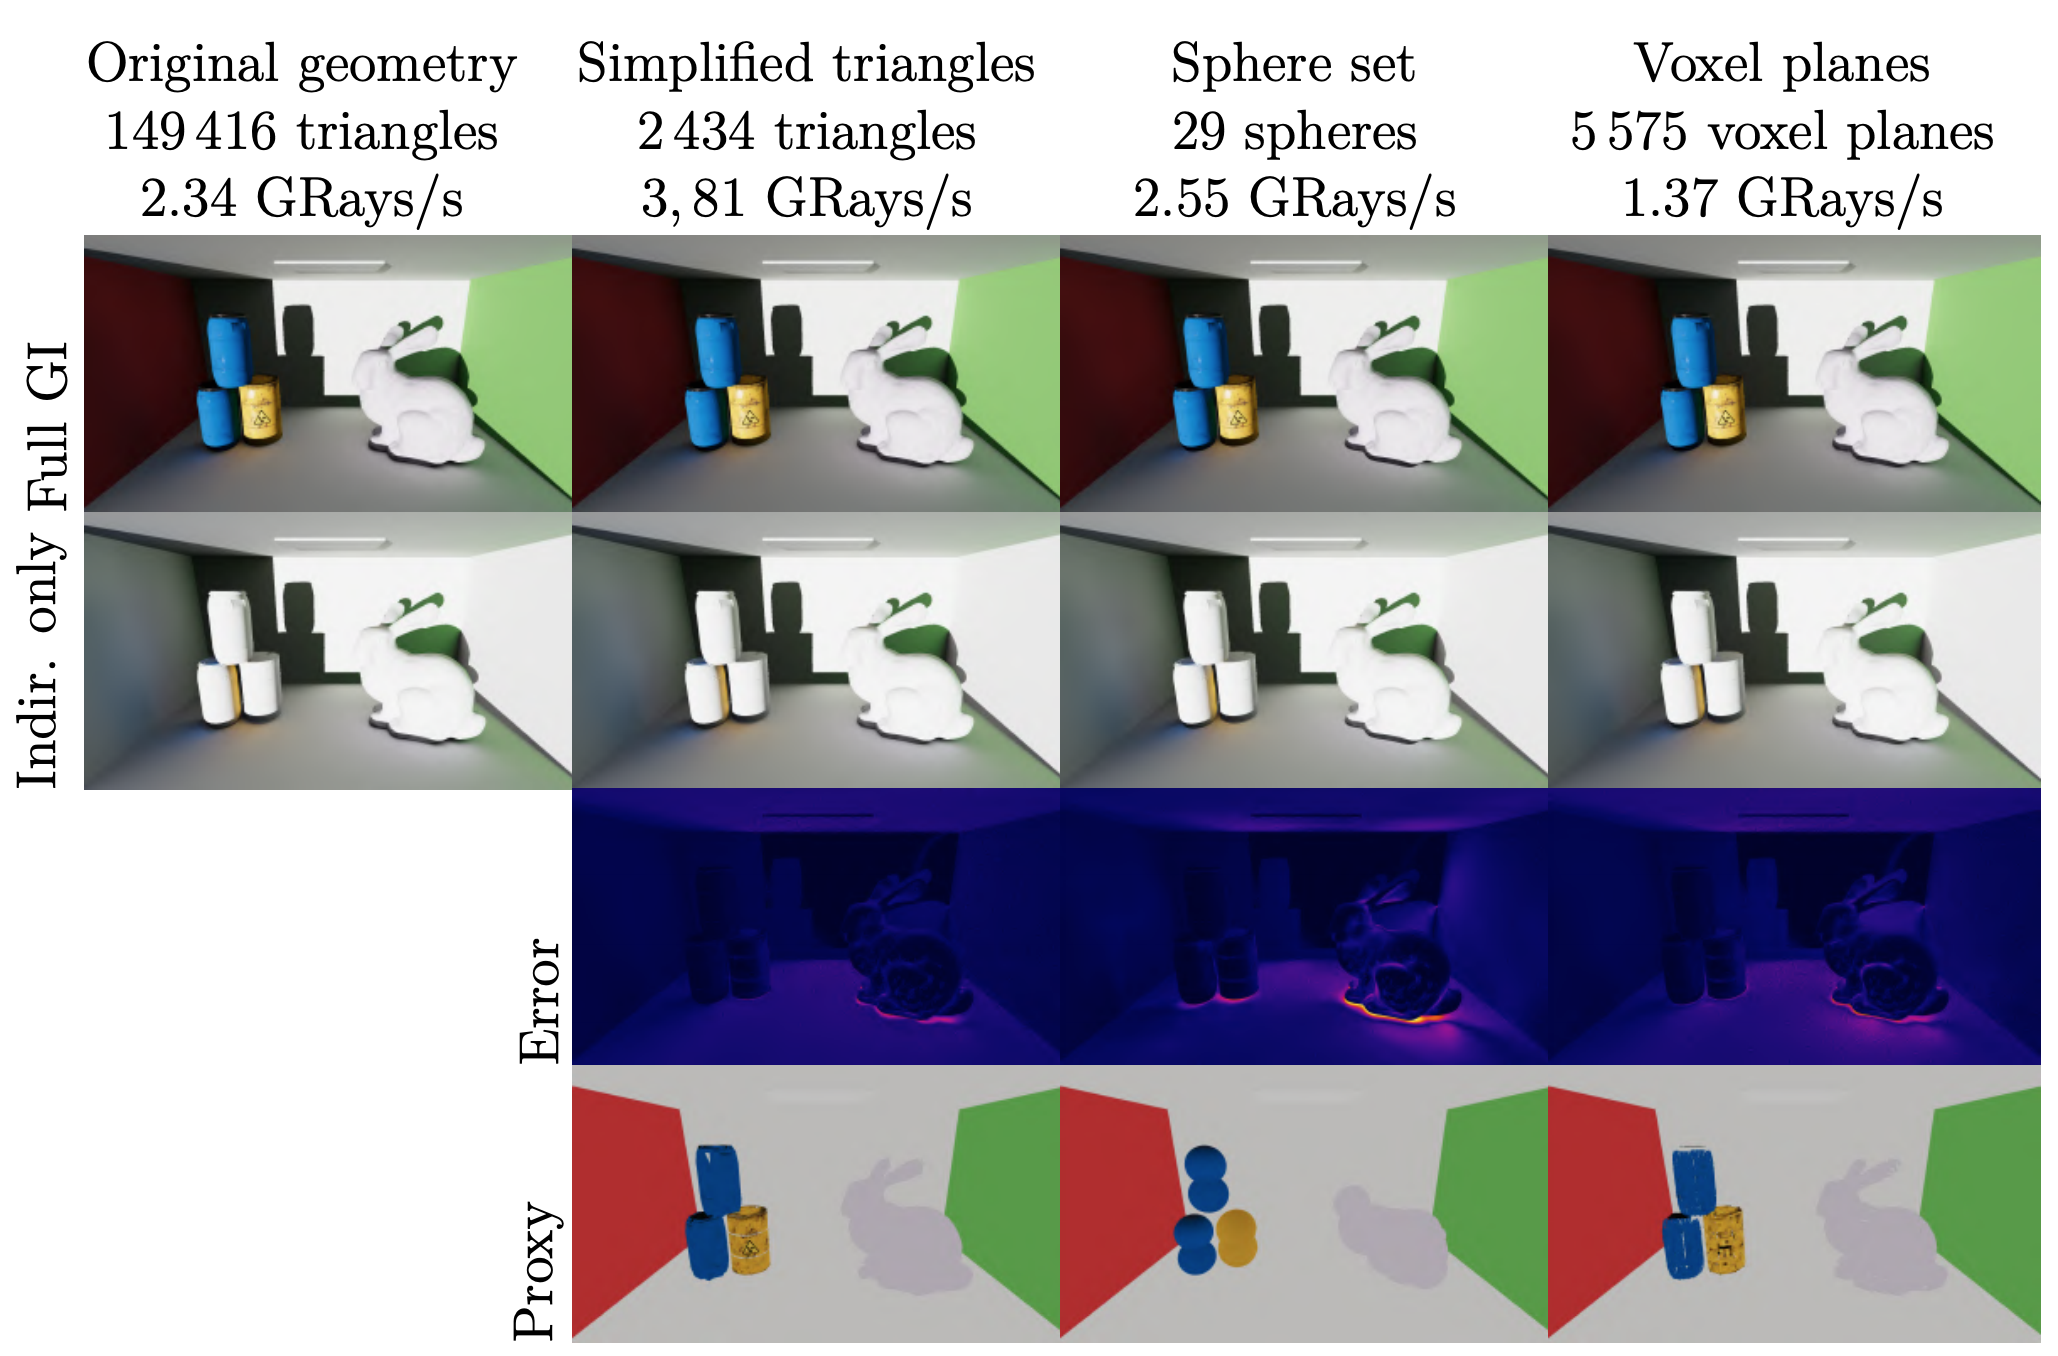 Original geometry
149 416 triangles
2.34 GRays/s
Simplified triangles
2 434 triangles
3, 81 GRays/s
Sphere set
29 spheres
2.55 GRays/s
Voxel planes
5 575 voxel planes
1.37 GRays/s
Full GI
Indir. only
Error
Proxy